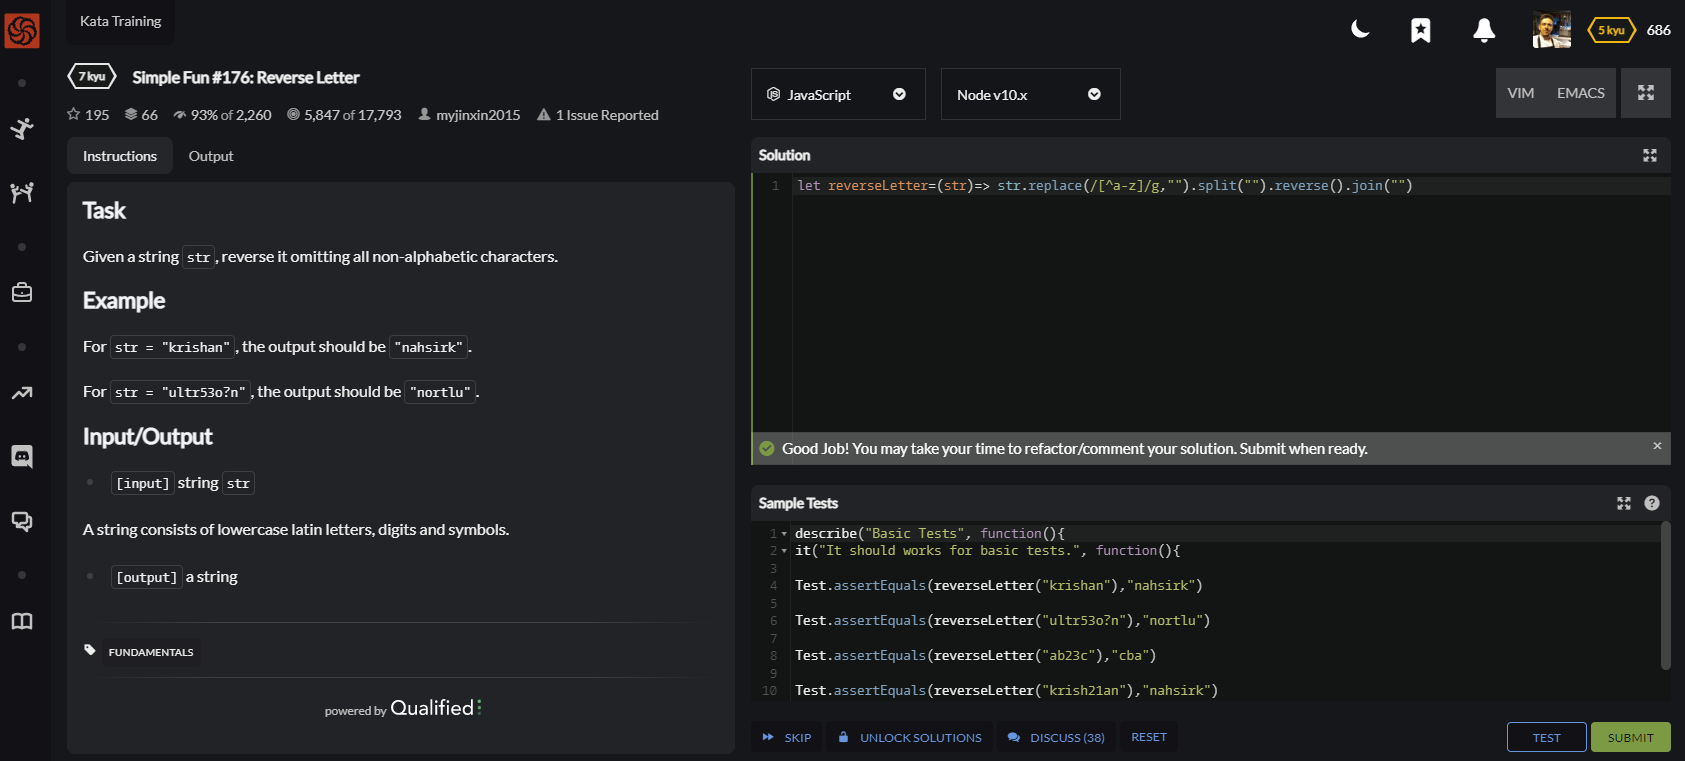 Kata Training
5 kyu 686
7 kyu Simple Fun #176: Reverse Letter
195 66 93% of 2,260 5,847 of 17,793 myjinxin2015 1 Issue Reported
Instructions Output
Task
Given a string str, reverse it omitting all non-alphabetic characters.
Example
For str = "krishan", the output should be "nahsirk".
For str = "ultr53o?n", the output should be "nortlu".
Input/Output
[input] string str
A string consists of lowercase latin letters, digits and symbols.
[output] a string
FUNDAMENTALS
powered by Qualified
JavaScript Node v10.x VIM EMACS
Solution
1 let reverseLetter=(str)=> str.replace(/[^a-z]/g,"").split("").reverse().join("")
Good Job! You may take your time to refactor/comment your solution. Submit when ready. ×
Sample Tests ?
1 describe("Basic Tests", function(){
2 it("It should works for basic tests.", function(){
3
4 Test.assertEquals(reverseLetter("krishan"),"nahsirk")
5
6 Test.assertEquals(reverseLetter("ultr53o?n"),"nortlu")
7
8 Test.assertEquals(reverseLetter("ab23c"),"cba")
9
10 Test.assertEquals(reverseLetter("krish21an"),"nahsirk")
SKIP UNLOCK SOLUTIONS DISCUSS (38) RESET TEST SUBMIT